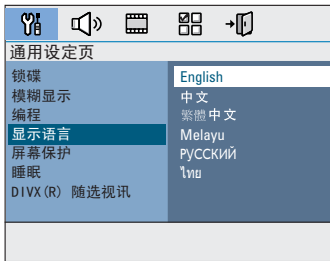 通用设定页
锁碟
模糊显示
编程
显示语言
屏幕保护
睡眠
DIVX(R) 随选视讯
English
中文
繁體中文
Melayu
РУССКИЙ
ไทย